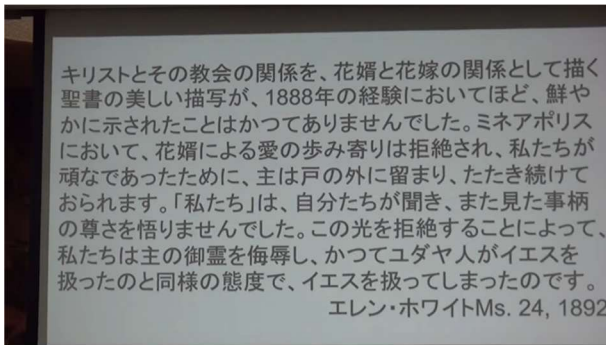 キリストとその教会の関係を、花婿と花嫁の関係として描く
聖書の美しい描写が、1888年の経験においてほど、鮮や
かに示されたことはかつてありませんでした。ミネアポリス
において、花婿による愛の歩み寄りは拒絶され、私たちが
頑なであったために、主は戸の外に留まり、たたき続けて
おられます。「私たち」は、自分たちが聞き、また見た事柄
の尊さを悟りませんでした。この光を拒絶することによって、
私たちは主の御霊を侮辱し、かつてユダヤ人がイエスを
扱ったのと同様の態度で、イエスを扱ってしまったのです。
エレン・ホワイトMs. 24, 1892